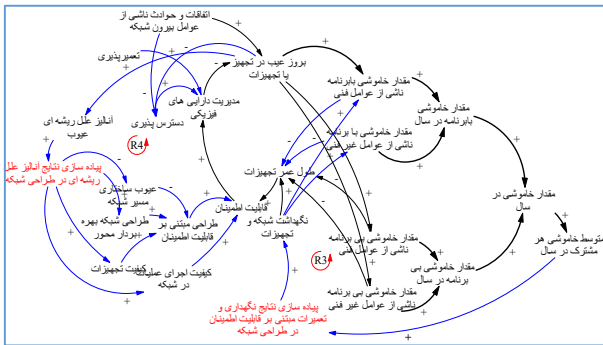 اتفاقات و حوادث ناشی از
عوامل بیرون شبکه
تعمیرپذیری
بروز عیب در تجهیز
یا تجهیزات
مدیریت دارایی های
فیزیکی
دسترس پذیری
آنالیز علل ریشه ای
عیوب
R4
پیاده سازی نتایج آنالیز علل
ریشه ای در طراحی شبکه
عیوب ساختاری
مسیر شبکه
طراحی شبکه بهره
بردار محور
کیفیت تجهیزات
کیفیت اجرای عملیات
در شبکه
طراحی مبتنی بر
قابلیت اطمینان
قابلیت اطمینان
طول عمر تجهیزات
نگهداشت شبکه و
تجهیزات
مقدار خاموشی بابرنامه
ناشی از عوامل فنی
مقدار خاموشی با برنامه
ناشی از عوامل غیر فنی
مقدار خاموشی
بابرنامه در سال
مقدار خاموشی در
سال
متوسط خاموشی هر
مشترک در سال
مقدار خاموشی بی برنامه
ناشی از عوامل فنی
مقدار خاموشی بی
برنامه در سال
مقدار خاموشی بی برنامه
ناشی از عوامل غیر فنی
R3
پیاده سازی نتایج نگهداری و
تعمیرات مبتنی بر قابلیت اطمینان
در طراحی شبکه